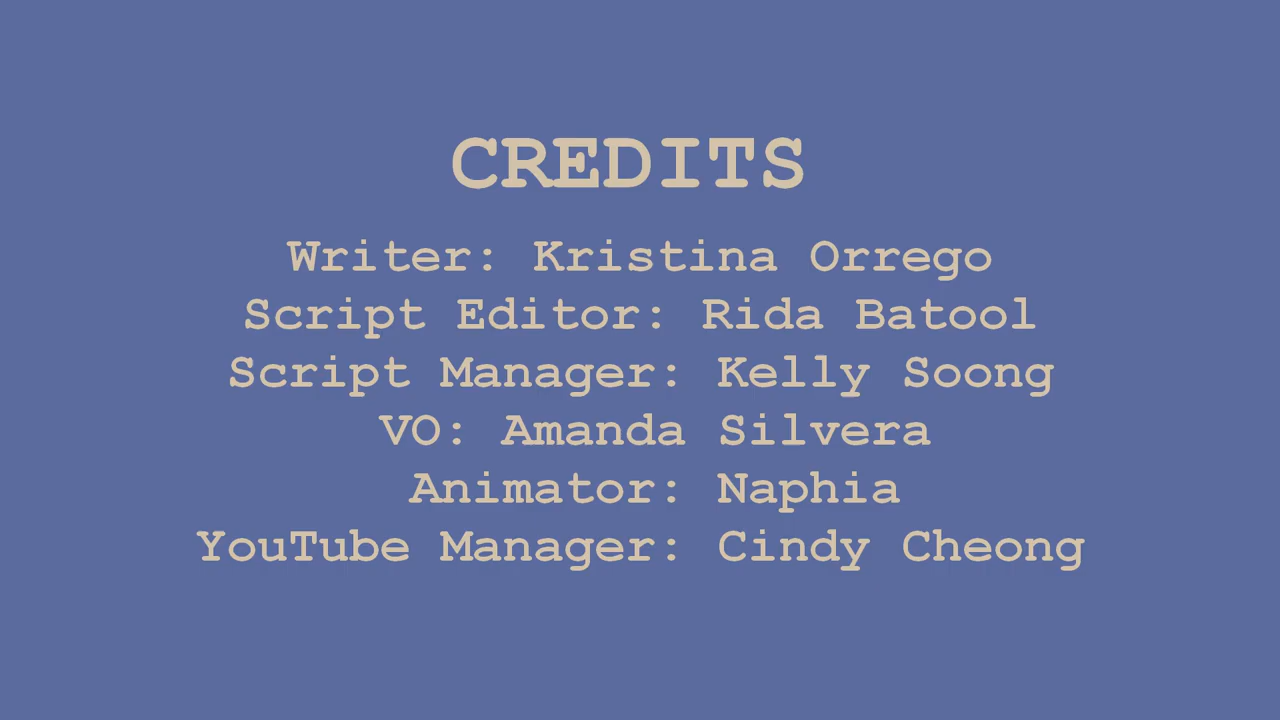 CREDITS
Writer: Kristina Orrego
Script Editor: Rida Batool
Script Manager: Kelly Soong
VO: Amanda Silvera
Animator: Naphia
YouTube Manager: Cindy Cheong